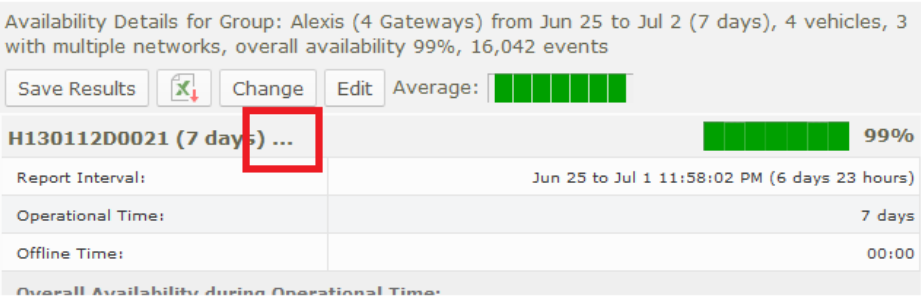 Availability Details for Group: Alexis (4 Gateways) from Jun 25 to Jul 2 (7 days), 4 vehicles, 3
with multiple networks, overall availability 99%, 16,042 events
Save Results Change Edit Average:
H130112D0021 (7 days) ... 99%
Report Interval: Jun 25 to Jul 1 11:58:02 PM (6 days 23 hours)
Operational Time: 7 days
Offline Time: 00:00
Overall Availability during Operational Time: